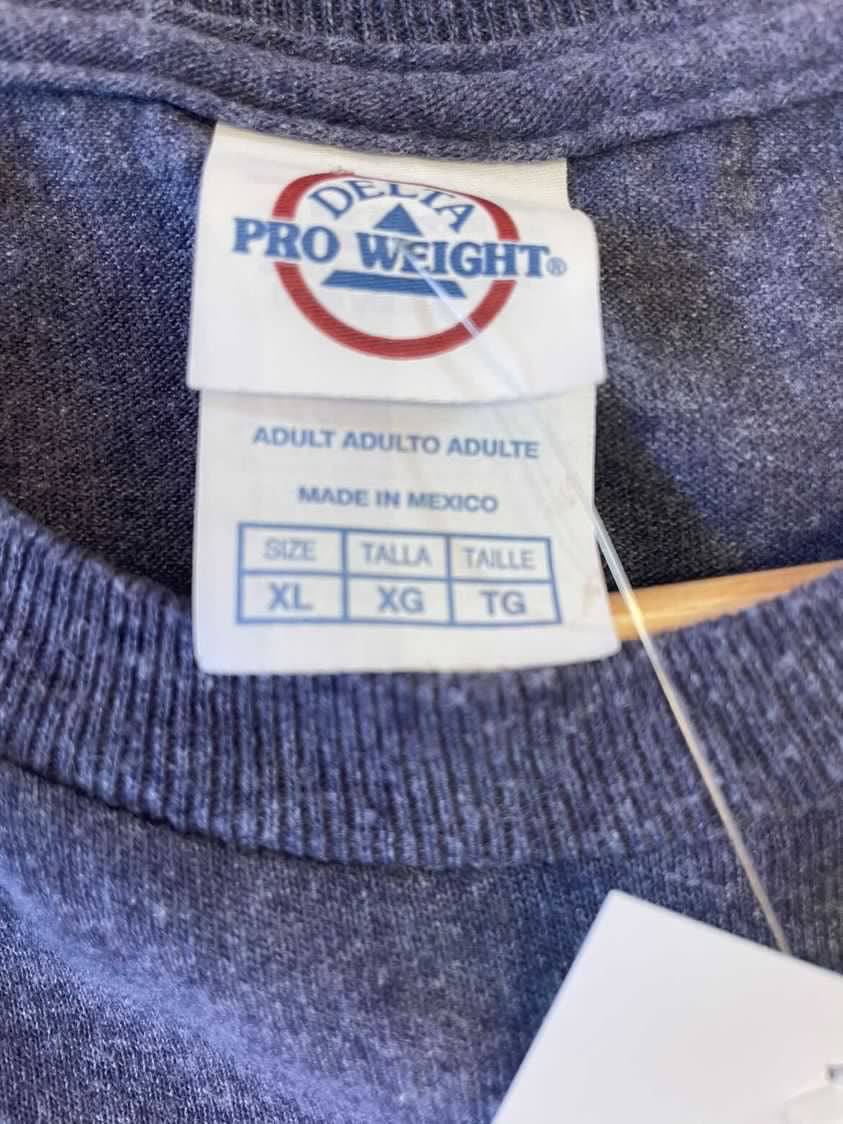 DELTA
PRO WEIGHT®
ADULT ADULTO ADULTE
MADE IN MEXICO
SIZE TALLA TAILLE
XL XG TG